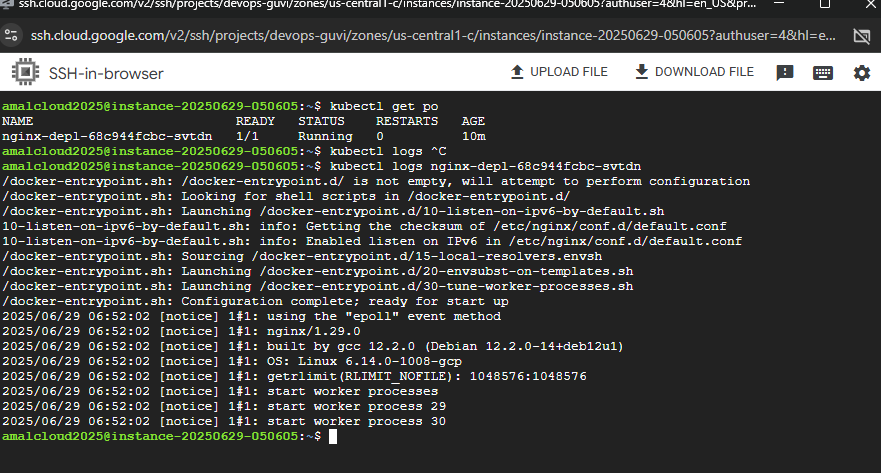 ssh.cloud.google.com/v2/ssh/projects/devops-guvi/zones/us-central1-c/instances/instance-20250629-050605?authuser=4&hl=en_US&pr...
ssh.cloud.google.com/v2/ssh/projects/devops-guvi/zones/us-central1-c/instances/instance-20250629-050605?authuser=4&hl=e...
SSH-in-browser
UPLOAD FILE
DOWNLOAD FILE
amalcloud2025@instance-20250629-050605:~$ kubectl get po
NAME READY STATUS RESTARTS AGE
nginx-depl-68c944fcbc-svtdn 1/1 Running 0 10m
amalcloud2025@instance-20250629-050605:~$ kubectl logs ^C
amalcloud2025@instance-20250629-050605:~$ kubectl logs nginx-depl-68c944fcbc-svtdn
/docker-entrypoint.sh: /docker-entrypoint.d/ is not empty, will attempt to perform configuration
/docker-entrypoint.sh: Looking for shell scripts in /docker-entrypoint.d/
/docker-entrypoint.sh: Launching /docker-entrypoint.d/10-listen-on-ipv6-by-default.sh
10-listen-on-ipv6-by-default.sh: info: Getting the checksum of /etc/nginx/conf.d/default.conf
10-listen-on-ipv6-by-default.sh: info: Enabled listen on IPv6 in /etc/nginx/conf.d/default.conf
/docker-entrypoint.sh: Sourcing /docker-entrypoint.d/15-local-resolvers.envsh
/docker-entrypoint.sh: Launching /docker-entrypoint.d/20-envsubst-on-templates.sh
/docker-entrypoint.sh: Launching /docker-entrypoint.d/30-tune-worker-processes.sh
/docker-entrypoint.sh: Configuration complete; ready for start up
2025/06/29 06:52:02 [notice] 1#1: using the "epoll" event method
2025/06/29 06:52:02 [notice] 1#1: nginx/1.29.0
2025/06/29 06:52:02 [notice] 1#1: built by gcc 12.2.0 (Debian 12.2.0-14+deb12u1)
2025/06/29 06:52:02 [notice] 1#1: OS: Linux 6.14.0-1008-gcp
2025/06/29 06:52:02 [notice] 1#1: getrlimit(RLIMIT_NOFILE): 1048576:1048576
2025/06/29 06:52:02 [notice] 1#1: start worker processes
2025/06/29 06:52:02 [notice] 1#1: start worker process 29
2025/06/29 06:52:02 [notice] 1#1: start worker process 30
amalcloud2025@instance-20250629-050605:~$